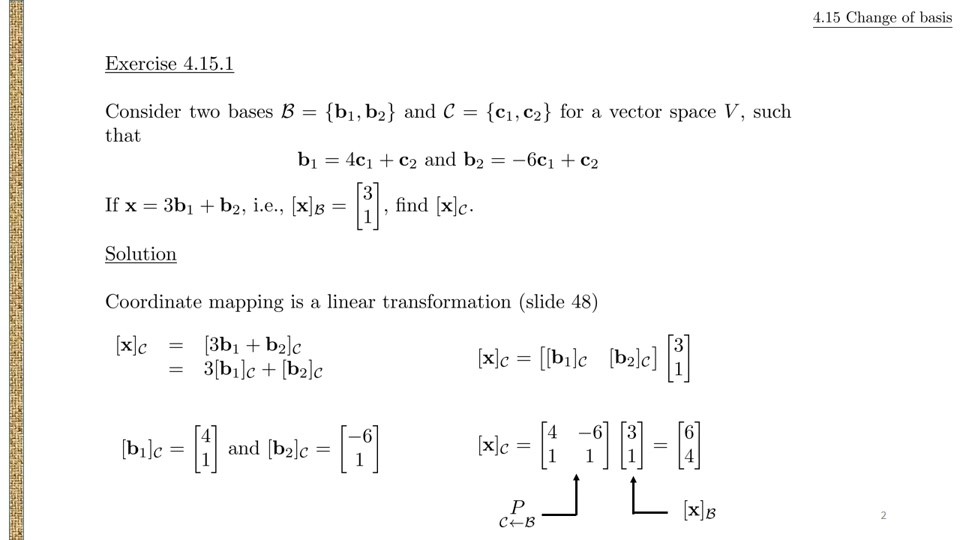 4.15 Change of basis
Exercise 4.15.1
Consider two bases ℬ = {b₁, b₂} and 𝒞 = {c₁, c₂} for a vector space V, such
that
b₁ = 4c₁ + c₂ and b₂ = −6c₁ + c₂
If x = 3b₁ + b₂, i.e., [x]ℬ = [3 1], find [x]𝒞.
Solution
Coordinate mapping is a linear transformation (slide 48)
[x]𝒞 = [3b₁ + b₂]𝒞
= 3[b₁]𝒞 + [b₂]𝒞
[x]𝒞 = [[b₁]𝒞 [b₂]𝒞] [3 1]
[b₁]𝒞 = [4 1] and [b₂]𝒞 = [−6 1]
[x]𝒞 = [4 −6 1 1] [3 1] = [6 4]
P 𝒞←ℬ
[x]ℬ
2